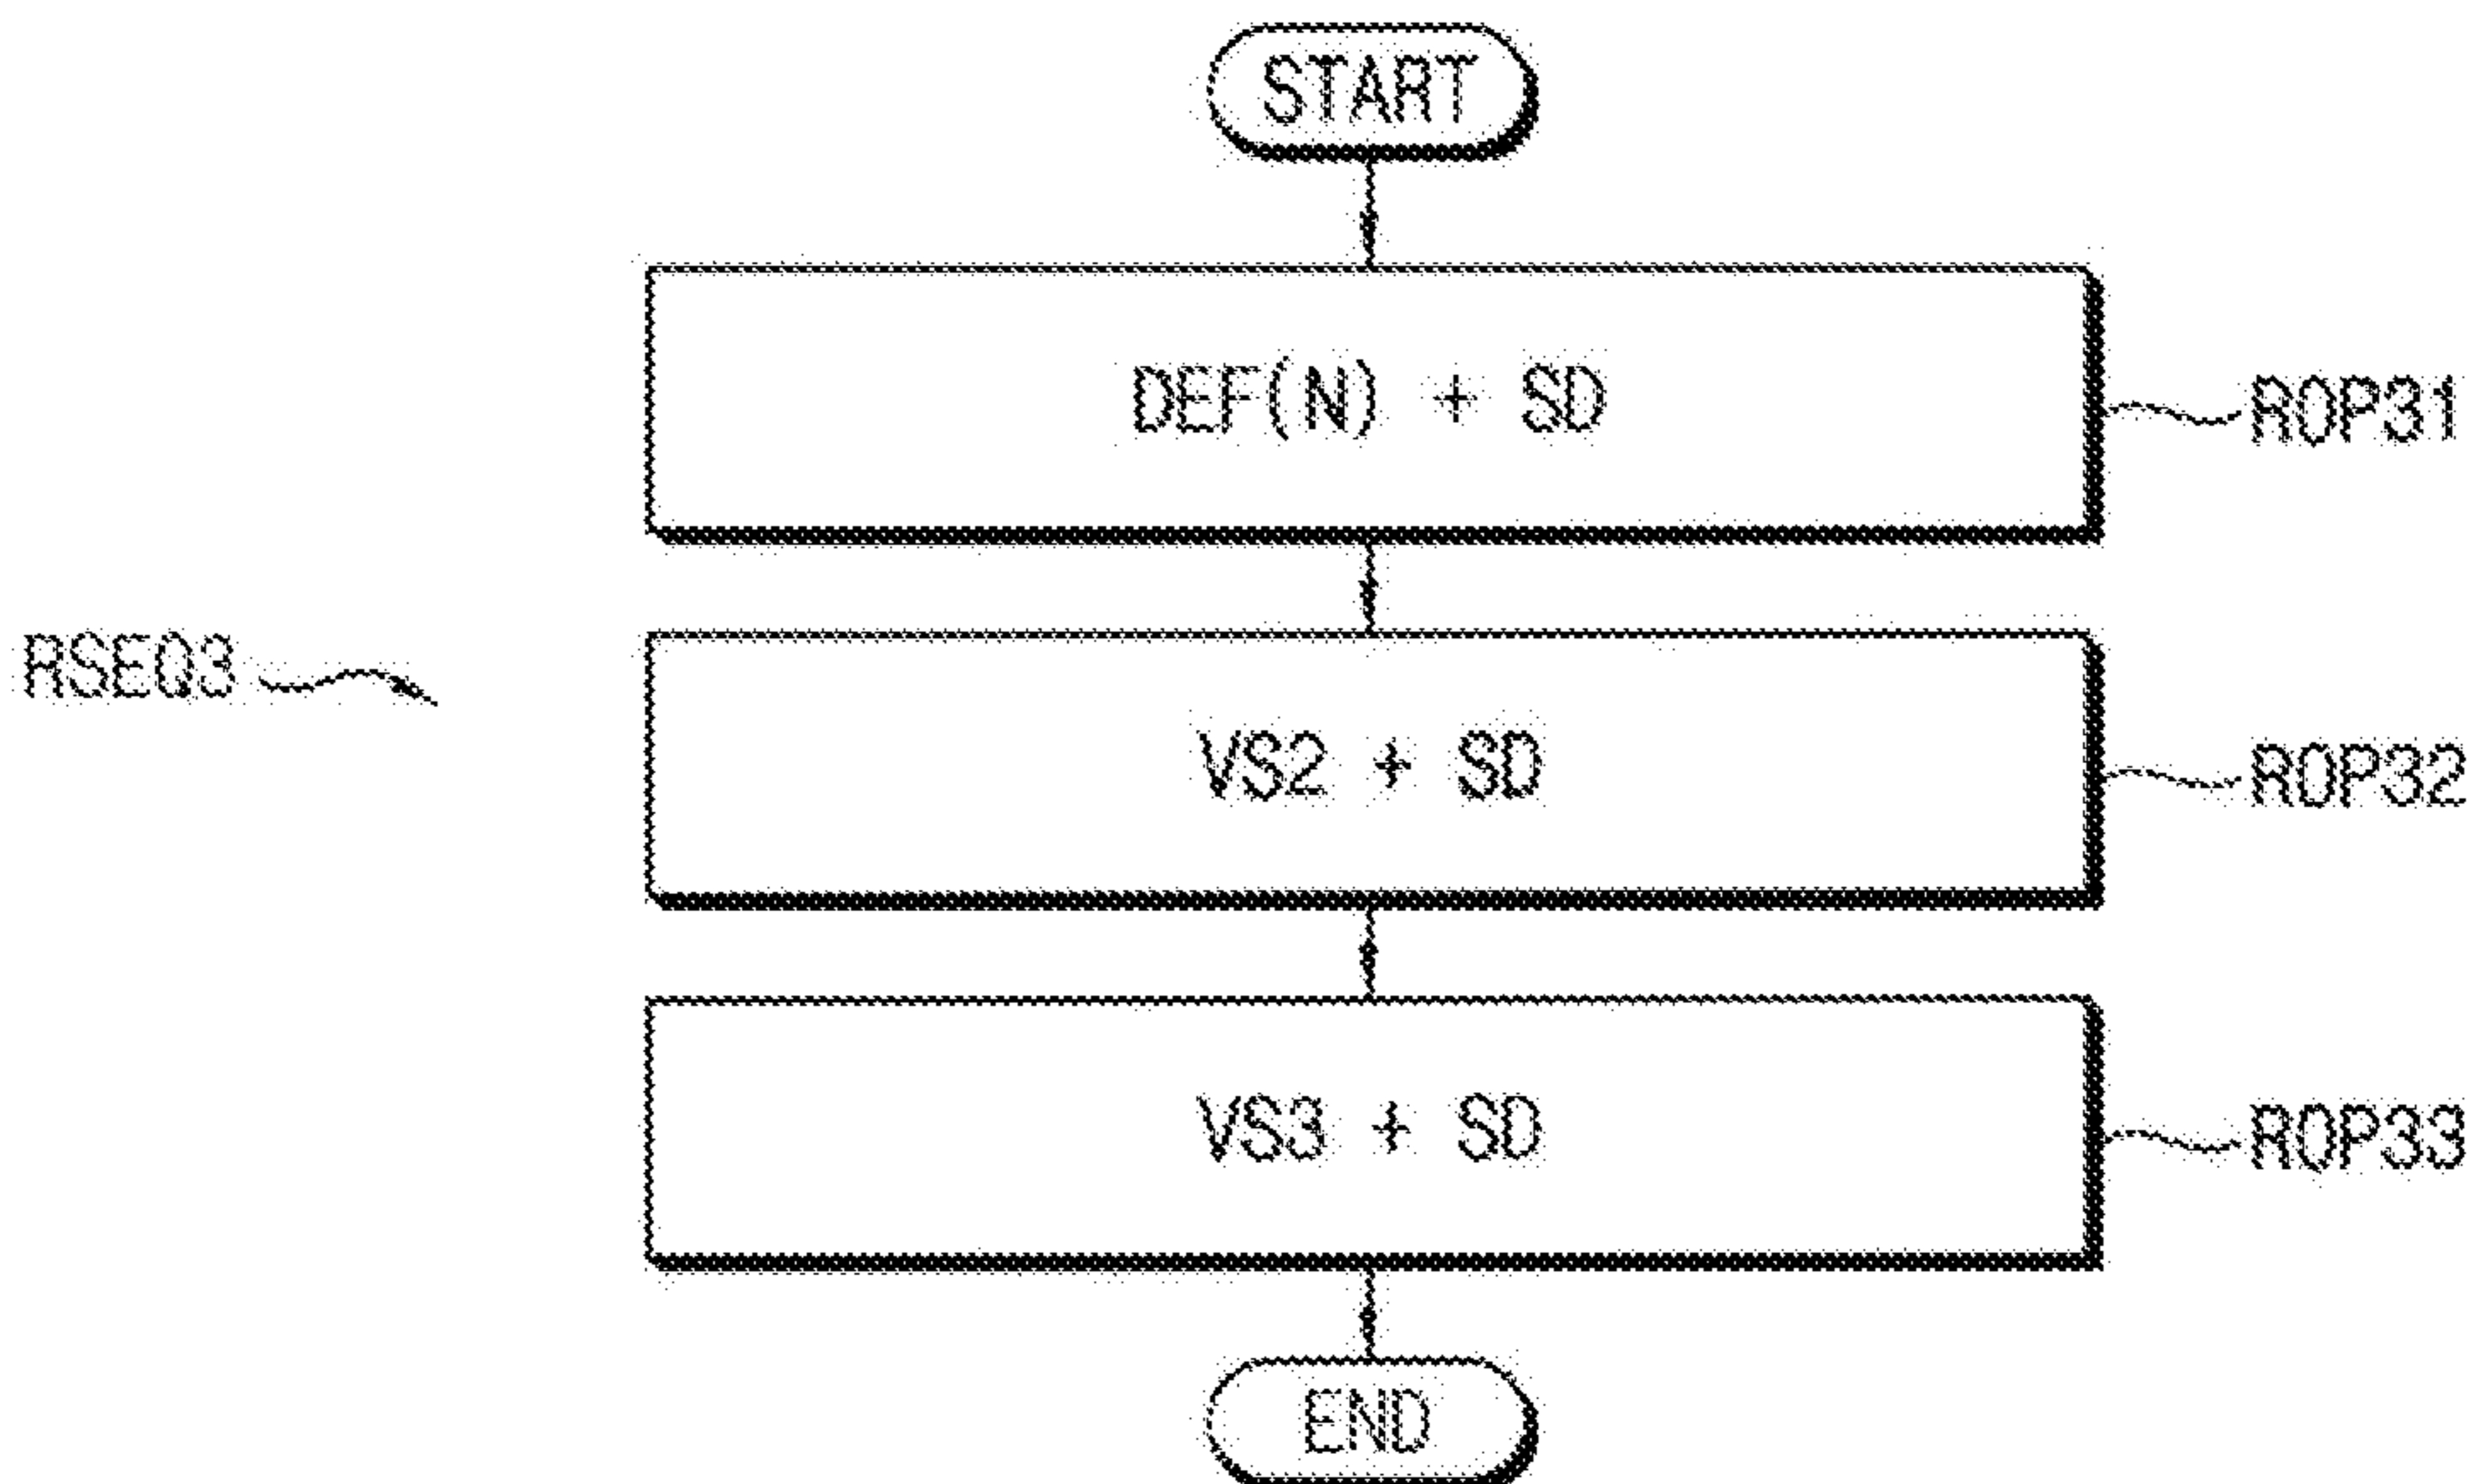 START
DEF(N) + SD
ROP31
RSEQ3
VS2 + SD
ROP32
VS3 + SD
ROP33
END